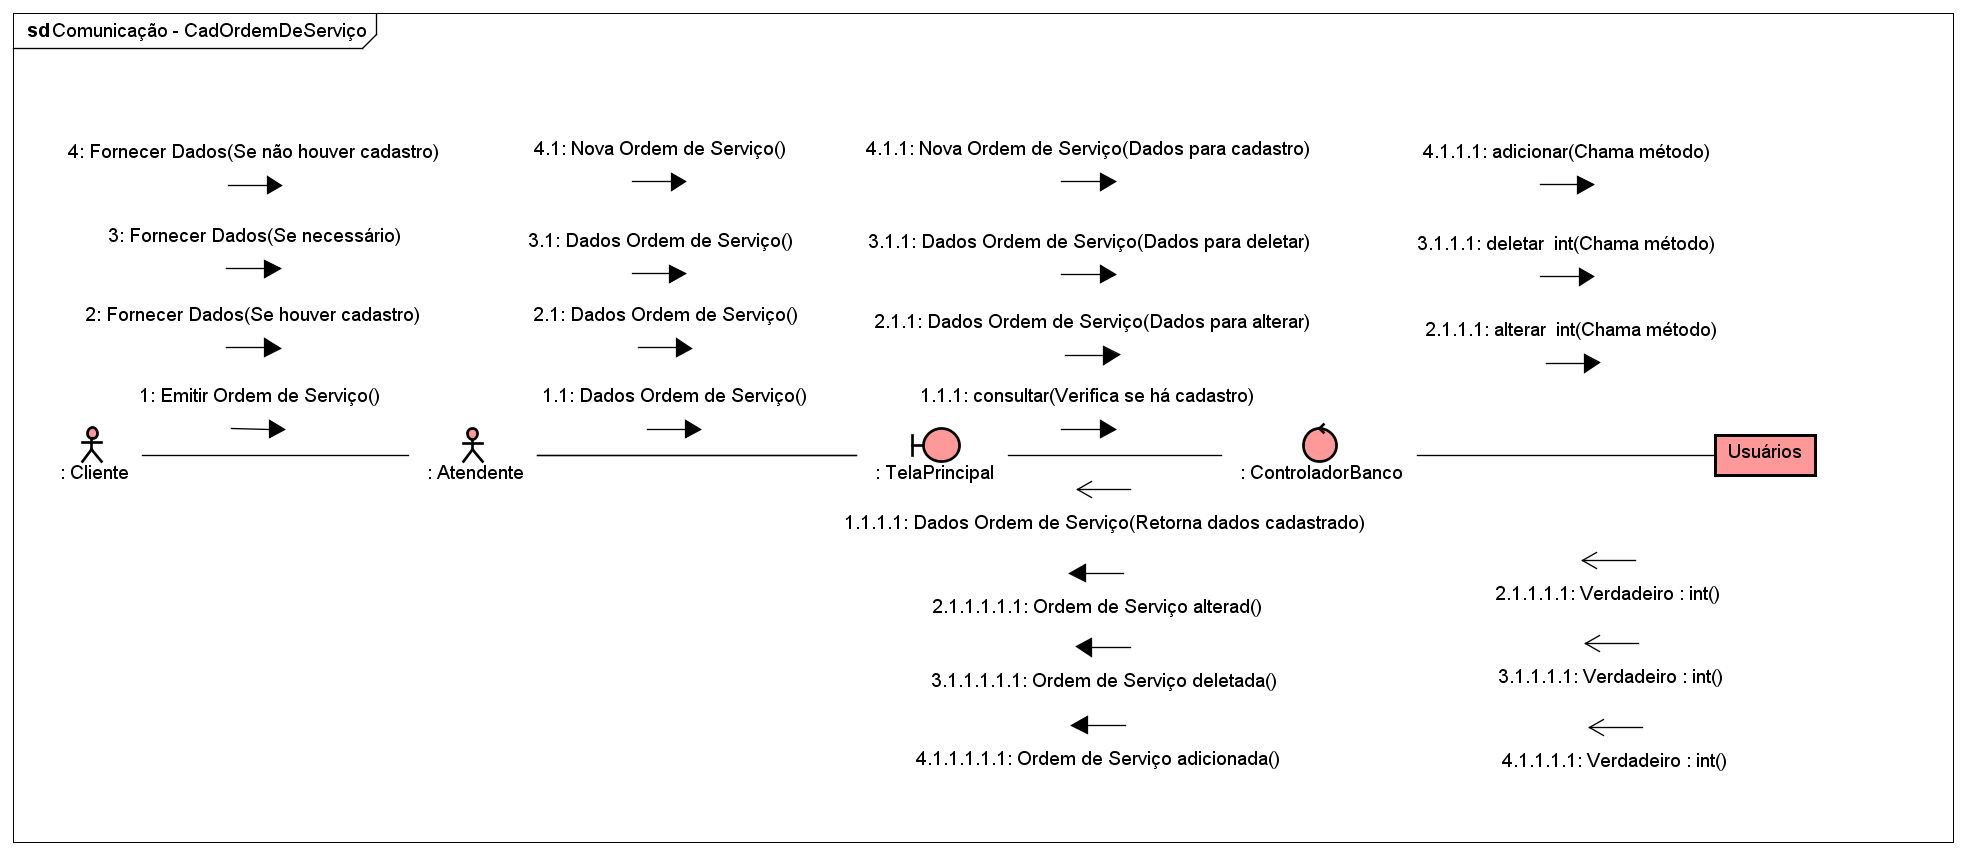 sd Comunicação - CadOrdemDeServiço
4: Fornecer Dados(Se não houver cadastro)
4.1: Nova Ordem de Serviço()
4.1.1: Nova Ordem de Serviço(Dados para cadastro)
4.1.1.1: adicionar(Chama método)
3: Fornecer Dados(Se necessário)
3.1: Dados Ordem de Serviço()
3.1.1: Dados Ordem de Serviço(Dados para deletar)
3.1.1.1: deletar  int(Chama método)
2: Fornecer Dados(Se houver cadastro)
2.1: Dados Ordem de Serviço()
2.1.1: Dados Ordem de Serviço(Dados para alterar)
2.1.1.1: alterar  int(Chama método)
1: Emitir Ordem de Serviço()
1.1: Dados Ordem de Serviço()
1.1.1: consultar(Verifica se há cadastro)
: Cliente
: Atendente
: TelaPrincipal
: ControladorBanco
Usuários
1.1.1.1: Dados Ordem de Serviço(Retorna dados cadastrado)
2.1.1.1.1: Verdadeiro : int()
2.1.1.1.1.1: Ordem de Serviço alterad()
3.1.1.1.1: Verdadeiro : int()
3.1.1.1.1.1: Ordem de Serviço deletada()
4.1.1.1.1: Verdadeiro : int()
4.1.1.1.1.1: Ordem de Serviço adicionada()